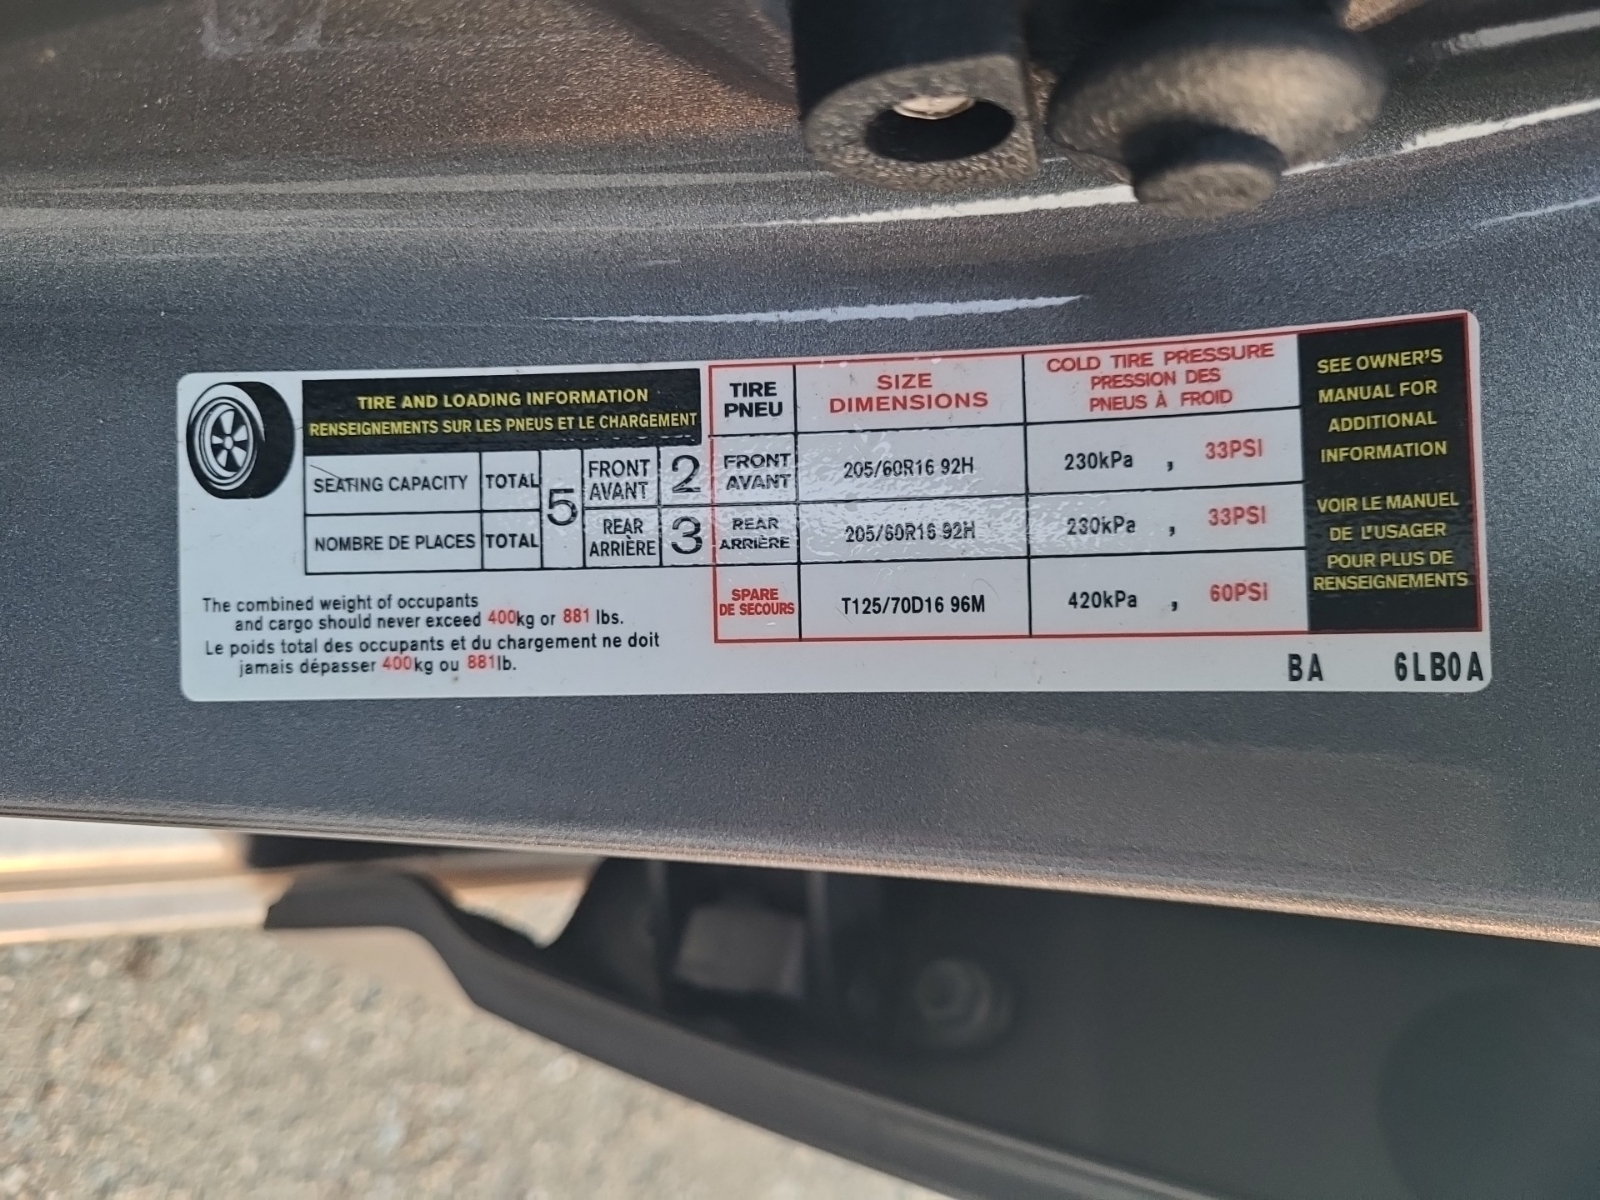 TIRE AND LOADING INFORMATION
RENSEIGNEMENTS SUR LES PNEUS ET LE CHARGEMENT
SEATING CAPACITY TOTAL 5 FRONT AVANT 2
NOMBRE DE PLACES TOTAL REAR ARRIÈRE 3
The combined weight of occupants
and cargo should never exceed 400kg or 881 lbs.
Le poids total des occupants et du chargement ne doit
jamais dépasser 400kg ou 881lb.
TIRE
PNEU
SIZE
DIMENSIONS
COLD TIRE PRESSURE
PRESSION DES
PNEUS À FROID
FRONT
AVANT
205/60R16 92H
230kPa , 33PSI
REAR
ARRIÈRE
205/60R16 92H
230kPa , 33PSI
SPARE
DE SECOURS
T125/70D16 96M
420kPa , 60PSI
SEE OWNER'S
MANUAL FOR
ADDITIONAL
INFORMATION
VOIR LE MANUEL
DE L'USAGER
POUR PLUS DE
RENSEIGNEMENTS
BA 6LB0A